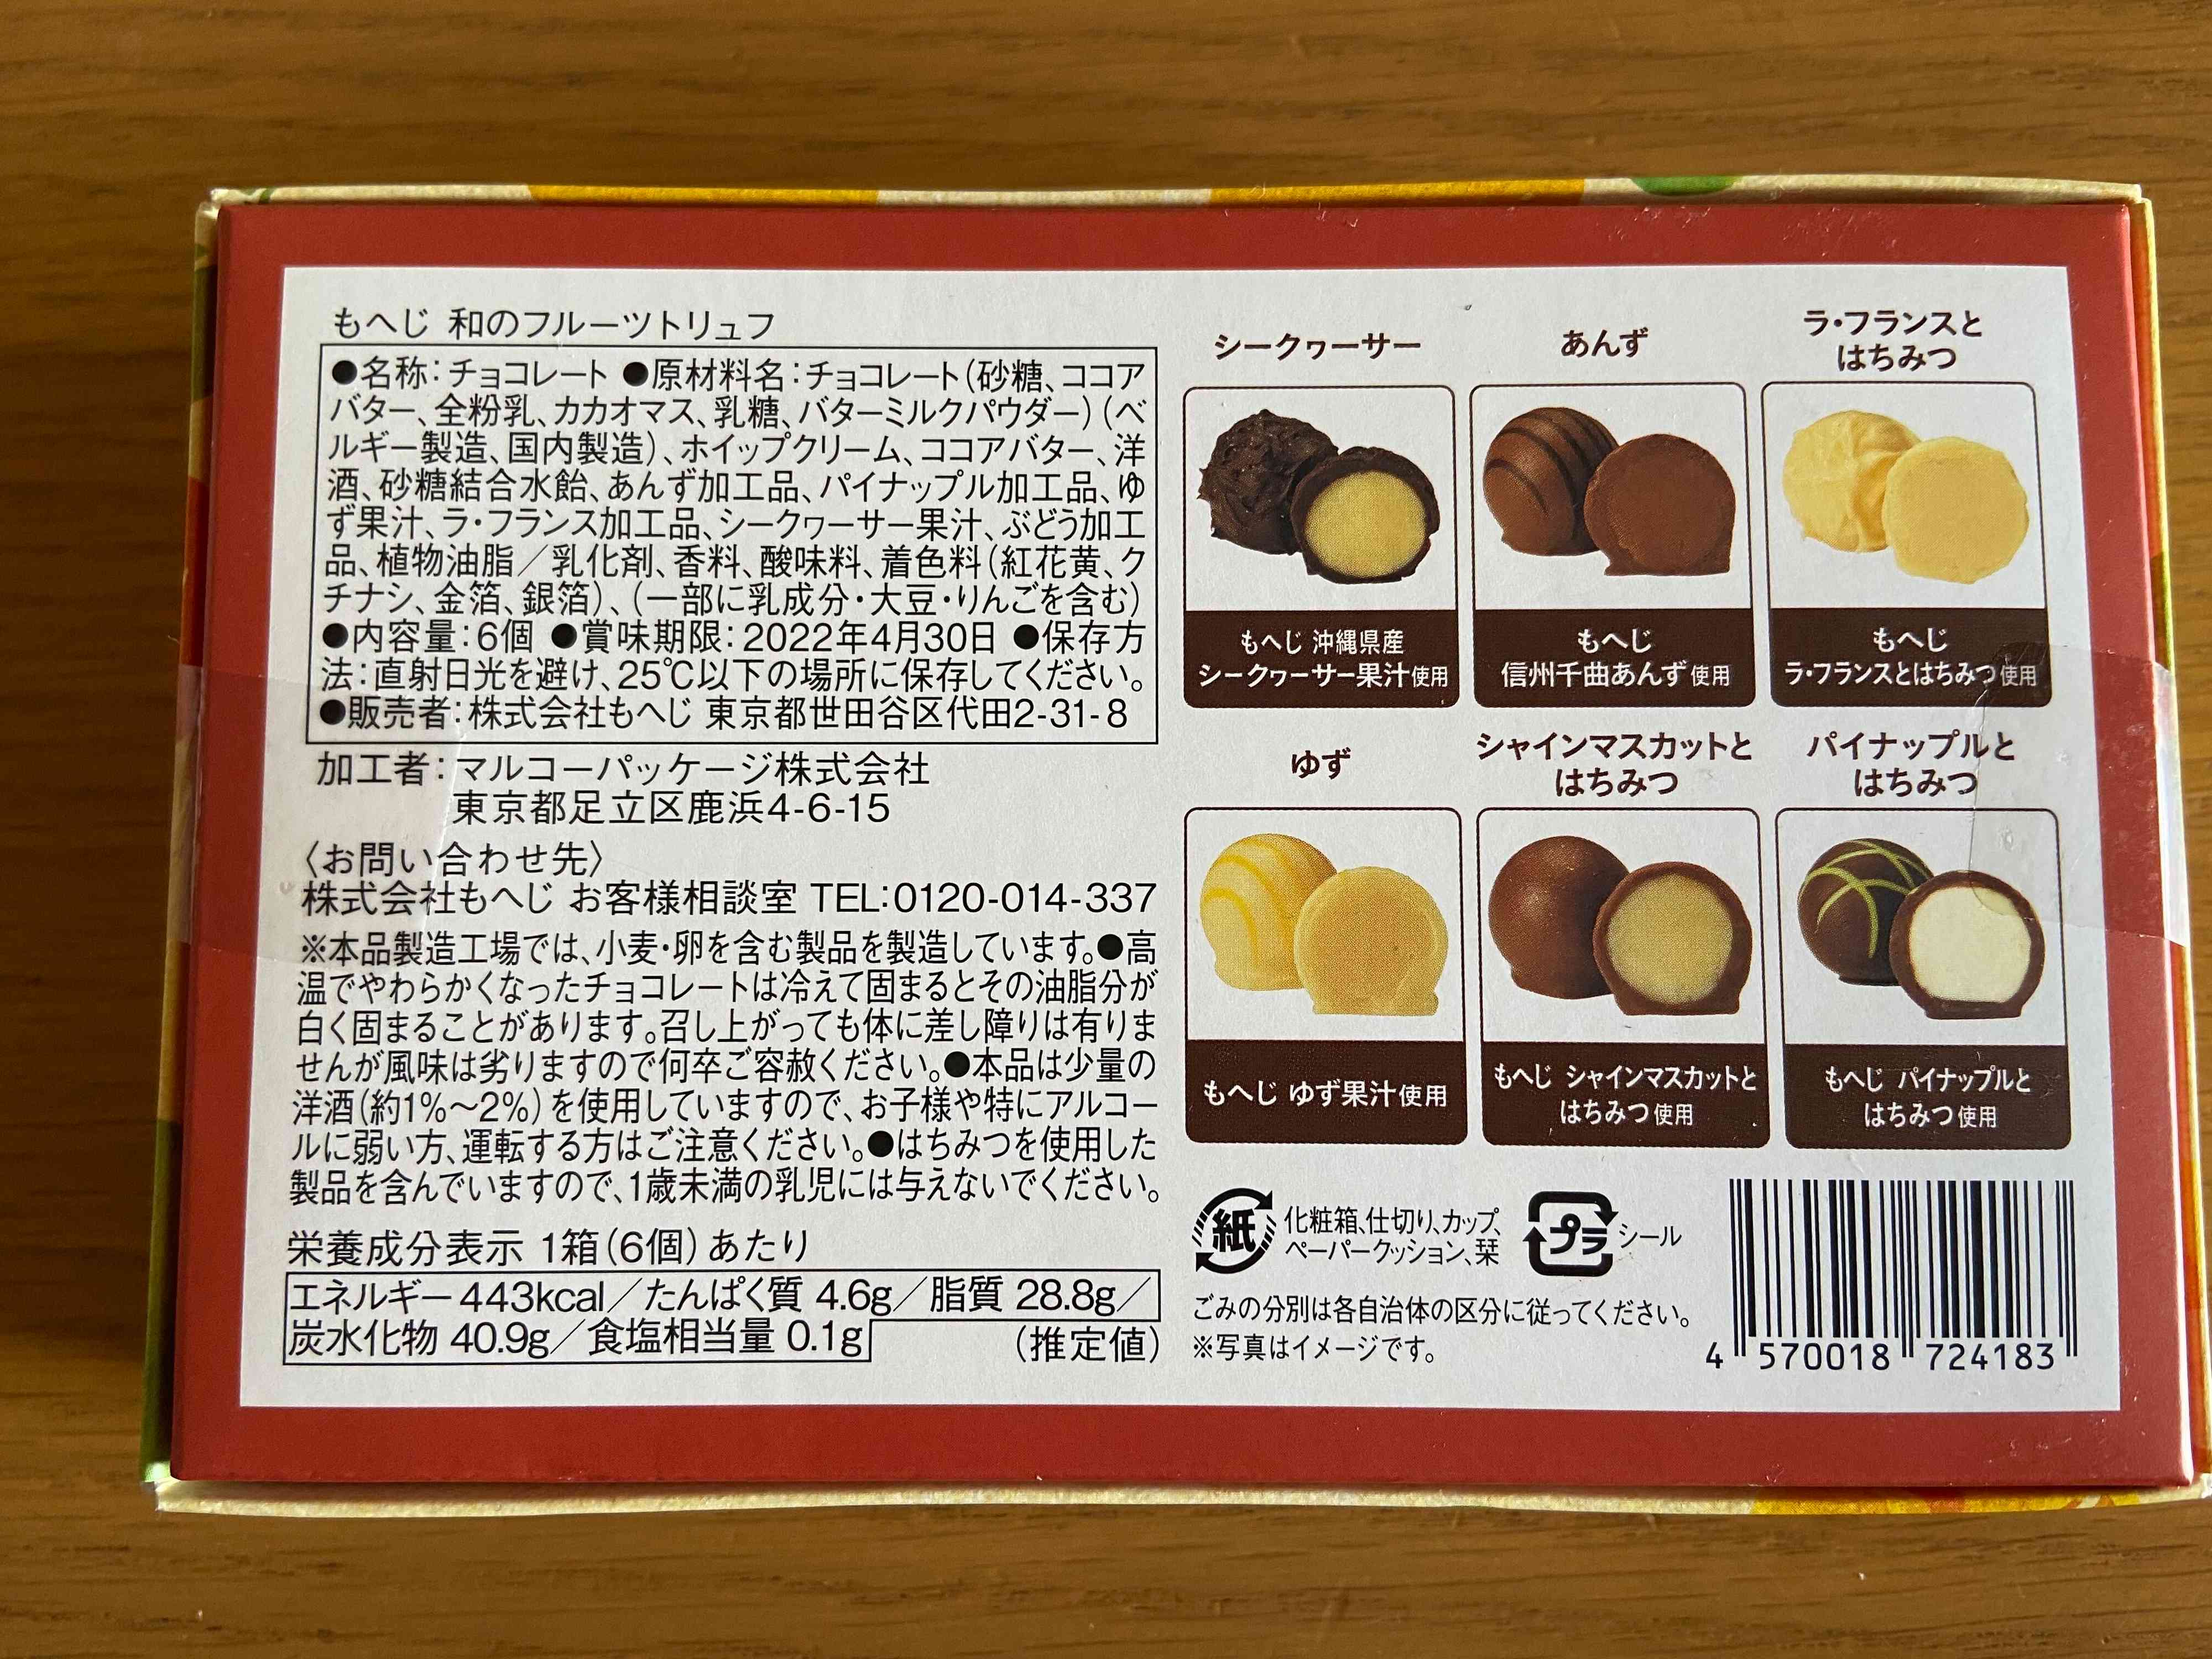 もへじ 和のフルーツトリュフ
●名称：チョコレート ●原材料名：チョコレート（砂糖、ココア
バター、全粉乳、カカオマス、乳糖、バターミルクパウダー）（ベ
ルギー製造、国内製造）、ホイップクリーム、ココアバター、洋
酒、砂糖結合水飴、あんず加工品、パイナップル加工品、ゆ
ず果汁、ラ・フランス加工品、シークヮーサー果汁、ぶどう加工
品、植物油脂／乳化剤、香料、酸味料、着色料（紅花黄、ク
チナシ、金箔、銀箔）、（一部に乳成分・大豆・りんごを含む）
●内容量：6個 ●賞味期限：2022年4月30日 ●保存方
法：直射日光を避け、25℃以下の場所に保存してください。
●販売者：株式会社もへじ 東京都世田谷区代田2-31-8
加工者：マルコーパッケージ株式会社
東京都足立区鹿浜4-6-15
〈お問い合わせ先〉
株式会社もへじ お客様相談室 TEL：0120-014-337
※本品製造工場では、小麦・卵を含む製品を製造しています。●高
温でやわらかくなったチョコレートは冷えて固まるとその油脂分が
白く固まることがあります。召し上がっても体に差し障りは有りま
せんが風味は劣りますので何卒ご容赦ください。●本品は少量の
洋酒（約1%～2%）を使用していますので、お子様や特にアルコー
ルに弱い方、運転する方はご注意ください。●はちみつを使用した
製品を含んでいますので、1歳未満の乳児には与えないでください。
栄養成分表示 1箱（6個）あたり
エネルギー 443kcal／たんぱく質 4.6g／脂質 28.8g／
炭水化物 40.9g／食塩相当量 0.1g
（推定値）
シークヮーサー
もへじ 沖縄県産
シークヮーサー果汁使用
あんず
もへじ
信州千曲あんず使用
ラ・フランスと
はちみつ
もへじ
ラ・フランスとはちみつ使用
ゆず
もへじ ゆず果汁使用
シャインマスカットと
はちみつ
もへじ シャインマスカットと
はちみつ使用
パイナップルと
はちみつ
もへじ パイナップルと
はちみつ使用
紙
化粧箱、仕切り、カップ、
ペーパークッション、栞
プラ
シール
ごみの分別は各自治体の区分に従ってください。
※写真はイメージです。
4 570018 724183